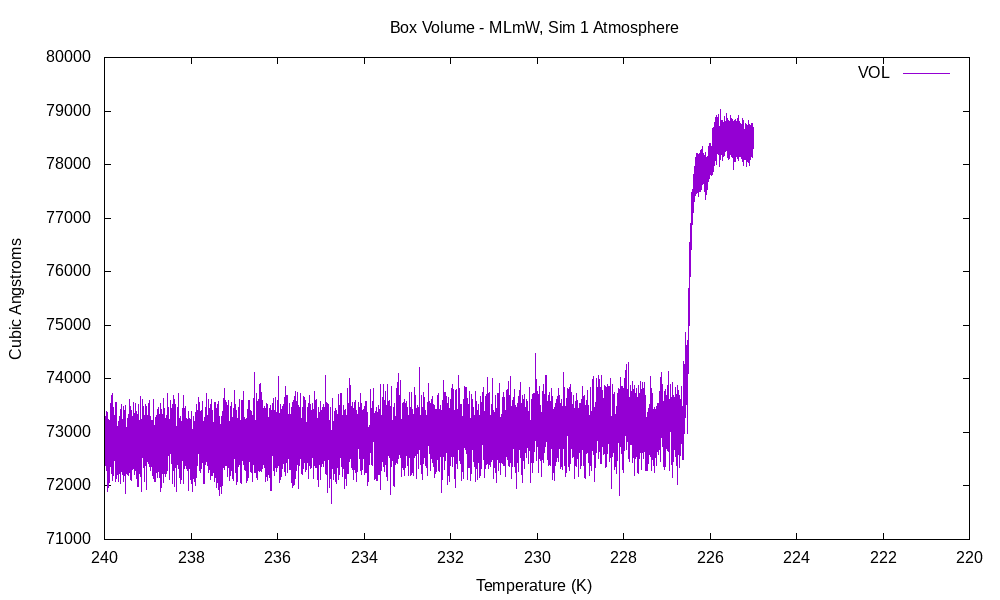 Box Volume - MLmW, Sim 1 Atmosphere
VOL
80000
79000
78000
77000
76000
75000
74000
73000
72000
71000
Cubic Angstroms
240 238 236 234 232 230 228 226 224 222 220
Temperature (K)